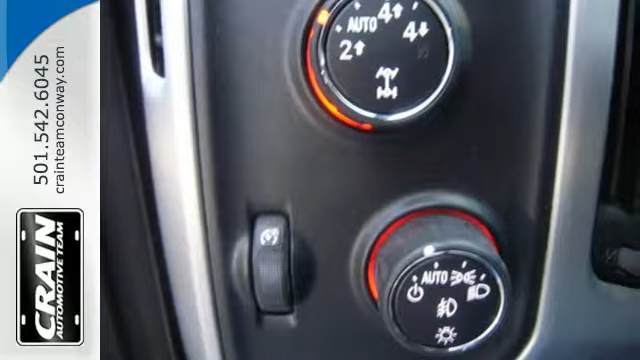 501.542.6045
crainteamconway.com
CRAIN
AUTOMOTIVE TEAM
AUTO 4↑
2↑ 4↓
AUTO